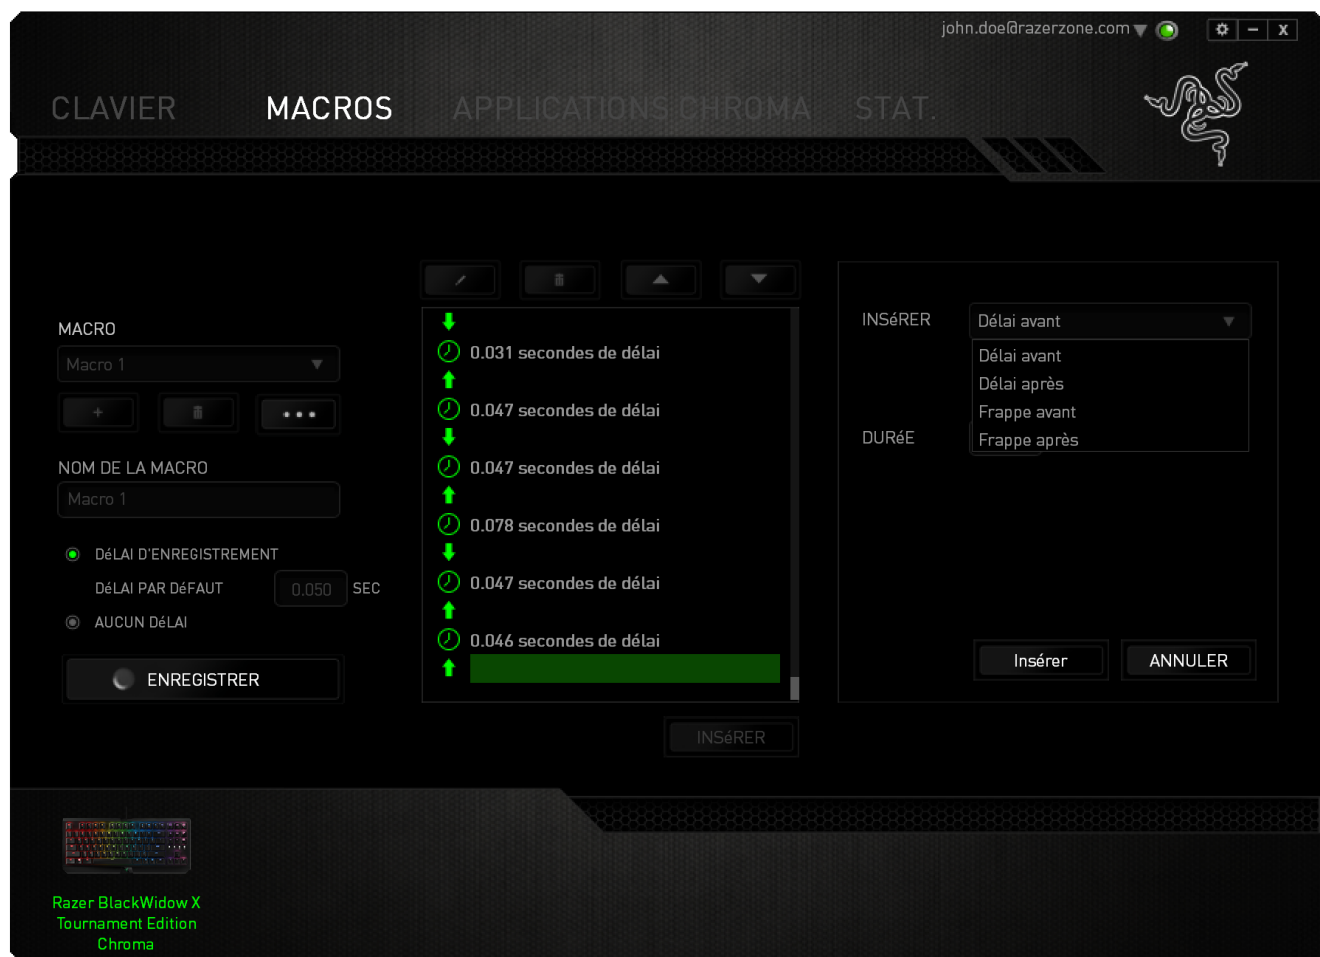 john.doe@razerzone.com
CLAVIER MACROS APPLICATIONS CHROMA STAT.
MACRO
Macro 1
NOM DE LA MACRO
Macro 1
DéLAI D'ENREGISTREMENT
DéLAI PAR DéFAUT 0.050 SEC
AUCUN DéLAI
ENREGISTRER
0.031 secondes de délai
0.047 secondes de délai
0.047 secondes de délai
0.078 secondes de délai
0.047 secondes de délai
0.046 secondes de délai
INSéRER
INSéRER Délai avant
Délai avant
Délai après
Frappe avant
Frappe après
DURéE
Insérer ANNULER
Razer BlackWidow X
Tournament Edition
Chroma